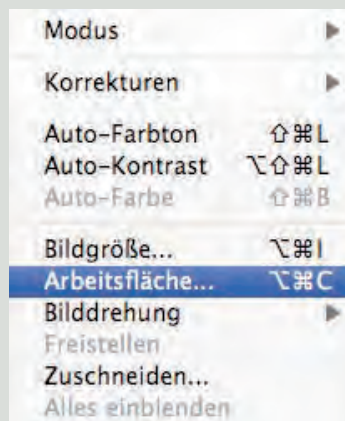 Modus
Korrekturen
Auto-Farbton ⇧⌘L
Auto-Kontrast ⌥⇧⌘L
Auto-Farbe ⇧⌘B
Bildgröße... ⌥⌘I
Arbeitsfläche... ⌥⌘C
Bilddrehung
Freistellen
Zuschneiden...
Alles einblenden